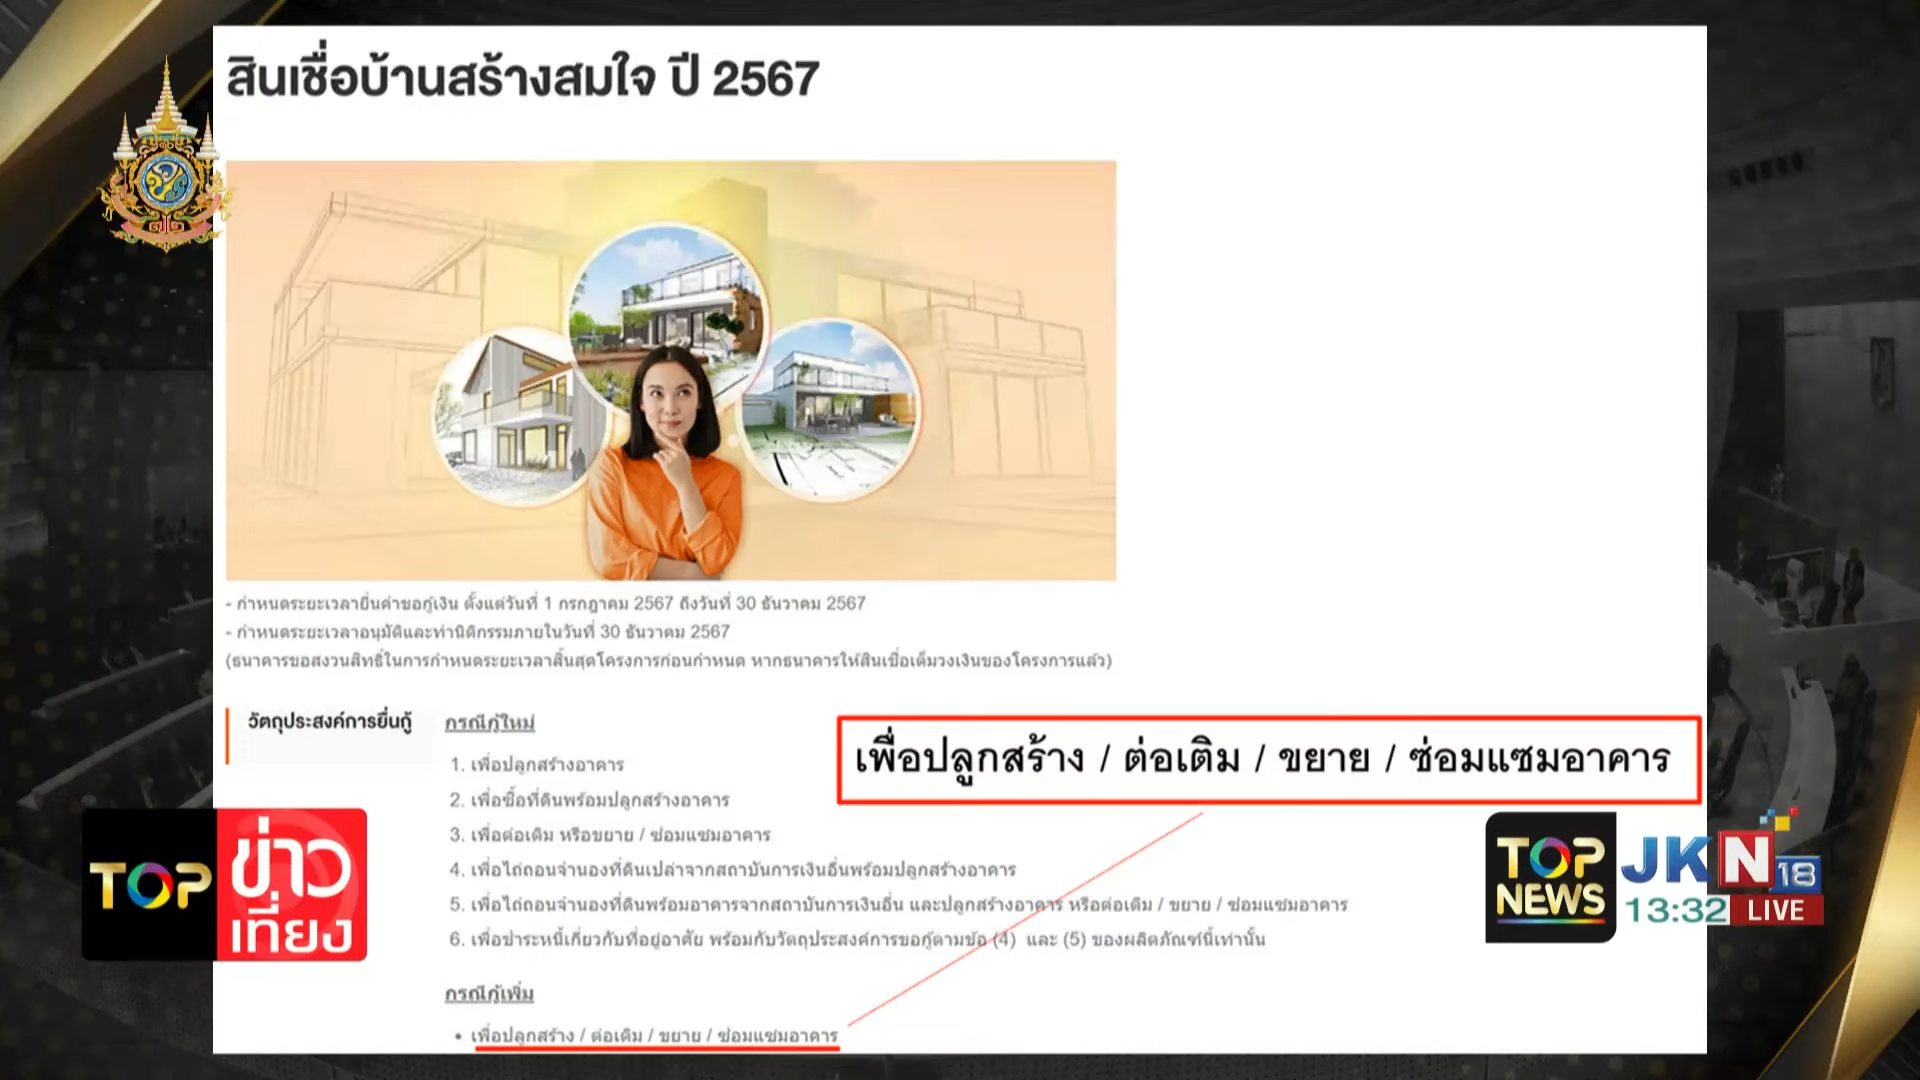 สินเชื่อบ้านสร้างสมใจ ปี 2567
- กำหนดระยะเวลายื่นคำขอกู้เงิน ตั้งแต่วันที่ 1 กรกฎาคม 2567 ถึงวันที่ 30 ธันวาคม 2567
- กำหนดระยะเวลาอนุมัติและทำนิติกรรมภายในวันที่ 30 ธันวาคม 2567
(ธนาคารขอสงวนสิทธิ์ในการกำหนดระยะเวลาสิ้นสุดโครงการก่อนกำหนด หากธนาคารให้สินเชื่อเต็มวงเงินของโครงการแล้ว)
วัตถุประสงค์การยื่นกู้
กรณีกู้ใหม่
1. เพื่อปลูกสร้างอาคาร
2. เพื่อซื้อที่ดินพร้อมปลูกสร้างอาคาร
3. เพื่อต่อเติม หรือขยาย / ซ่อมแซมอาคาร
4. เพื่อไถ่ถอนจำนองที่ดินเปล่าจากสถาบันการเงินอื่นพร้อมปลูกสร้างอาคาร
5. เพื่อไถ่ถอนจำนองที่ดินพร้อมอาคารจากสถาบันการเงินอื่น และปลูกสร้างอาคาร หรือต่อเติม / ขยาย / ซ่อมแซมอาคาร
6. เพื่อชำระหนี้เกี่ยวกับที่อยู่อาศัย พร้อมกับวัตถุประสงค์การขอกู้ตามข้อ (4) และ (5) ของผลิตภัณฑ์นี้เท่านั้น
กรณีกู้เพิ่ม
• เพื่อปลูกสร้าง / ต่อเติม / ขยาย / ซ่อมแซมอาคาร
เพื่อปลูกสร้าง / ต่อเติม / ขยาย / ซ่อมแซมอาคาร
TOP ข่าวเที่ยง
TOP NEWS
JKN 18
13:32 LIVE
๗๒